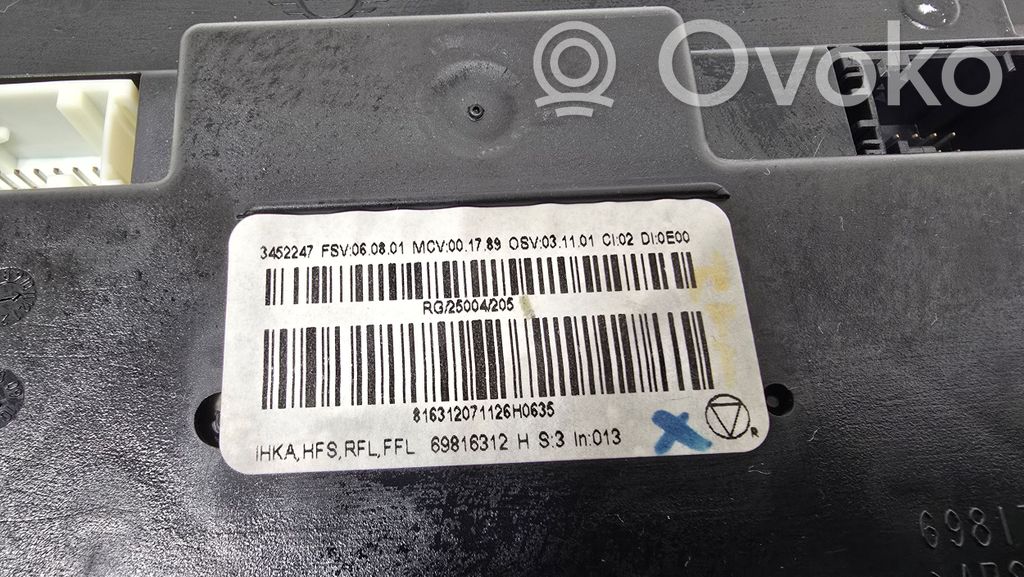 Ovoko
3452247 FSV:06.08.01 MCV:00.17.89 OSV:03.11.01 CI:02 DI:0E00
RG/25004/205
816312071126H0635
IHKA,HFS,RFL,FFL 69816312 H S:3 In:013
R